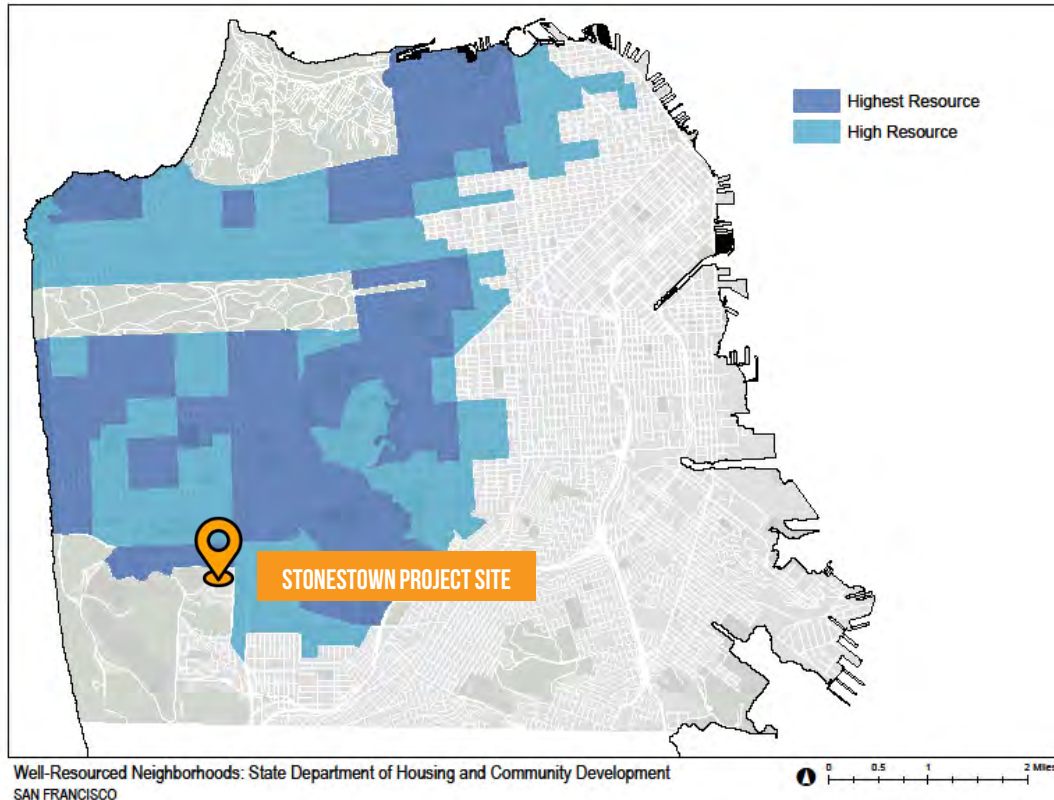 Highest Resource
High Resource
STONESTOWN PROJECT SITE
Well-Resourced Neighborhoods: State Department of Housing and Community Development
SAN FRANCISCO
0 0.5 1 2 Miles